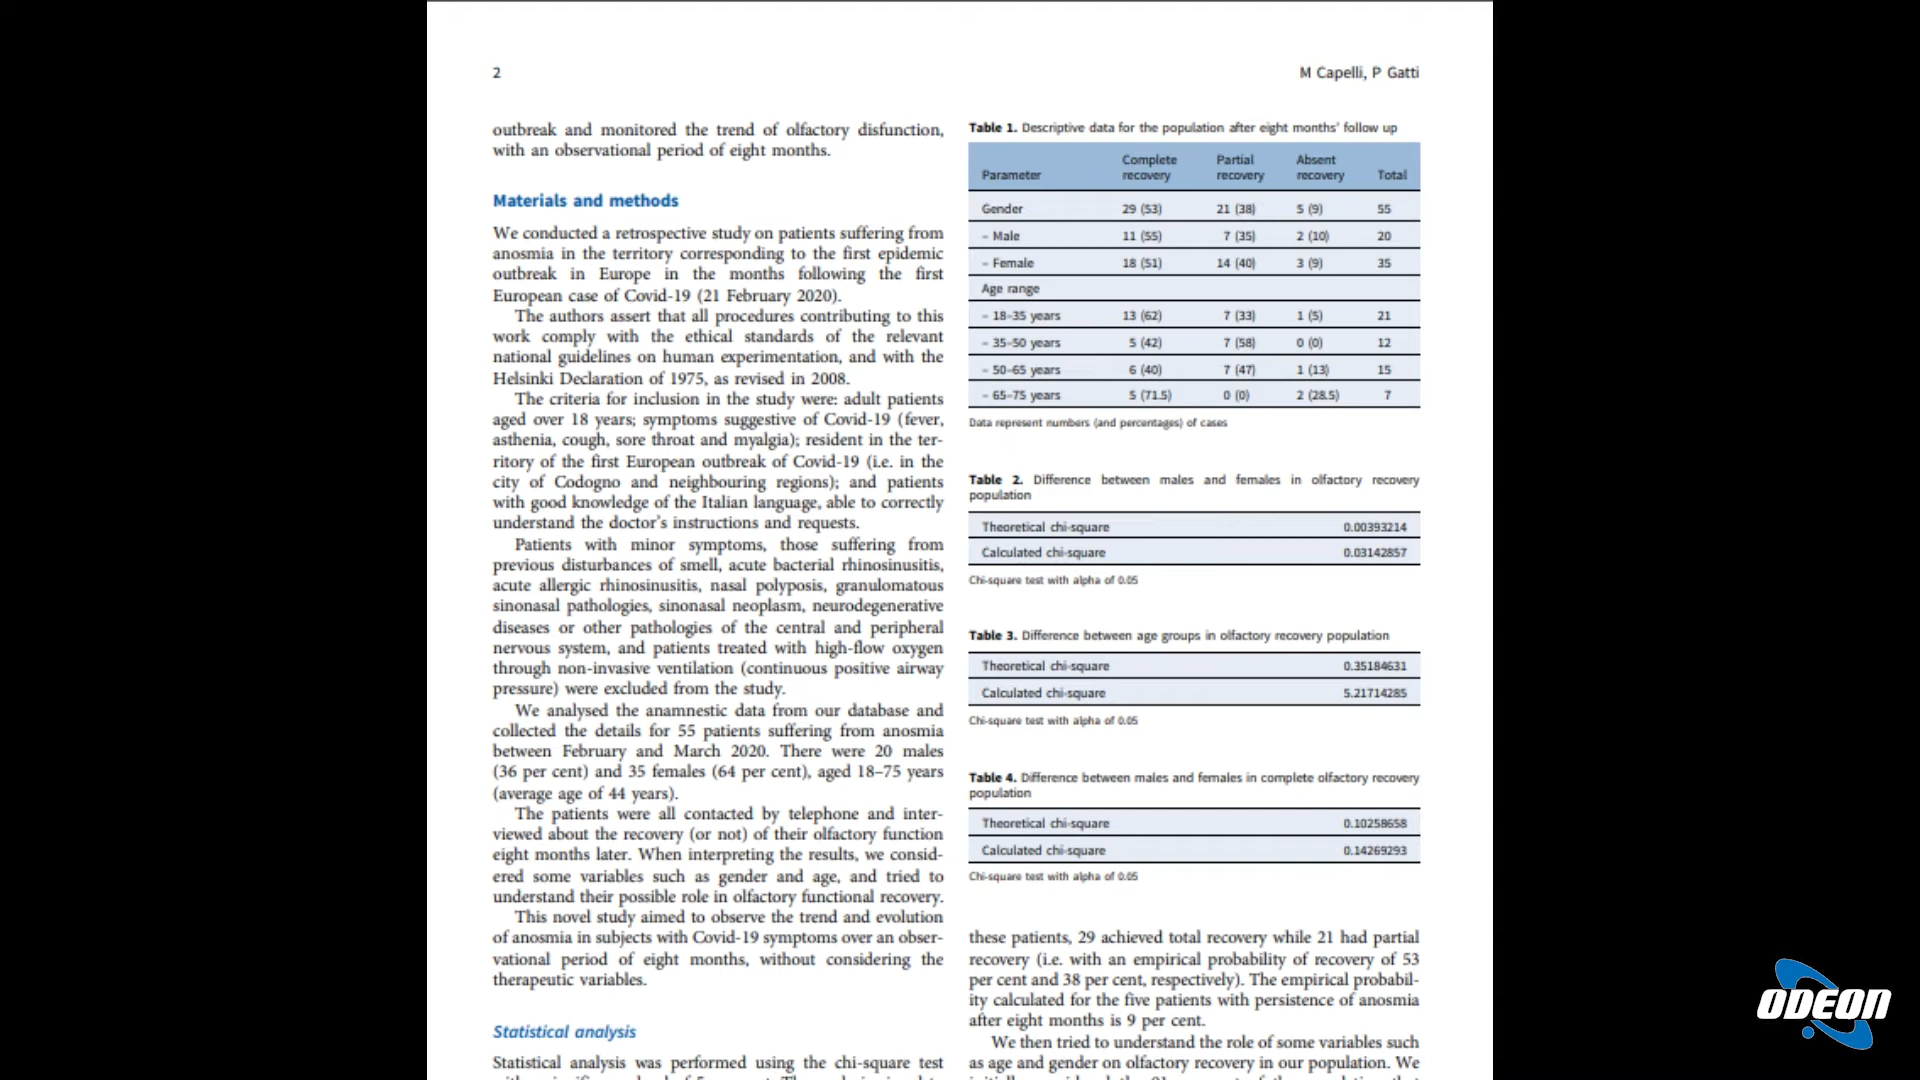 2
M Capelli, P Gatti
outbreak and monitored the trend of olfactory disfunction,
with an observational period of eight months.
Materials and methods
We conducted a retrospective study on patients suffering from
anosmia in the territory corresponding to the first epidemic
outbreak in Europe in the months following the first
European case of Covid-19 (21 February 2020).
The authors assert that all procedures contributing to this
work comply with the ethical standards of the relevant
national guidelines on human experimentation, and with the
Helsinki Declaration of 1975, as revised in 2008.
The criteria for inclusion in the study were: adult patients
aged over 18 years; symptoms suggestive of Covid-19 (fever,
asthenia, cough, sore throat and myalgia); resident in the ter-
ritory of the first European outbreak of Covid-19 (i.e. in the
city of Codogno and neighbouring regions); and patients
with good knowledge of the Italian language, able to correctly
understand the doctor's instructions and requests.
Patients with minor symptoms, those suffering from
previous disturbances of smell, acute bacterial rhinosinusitis,
acute allergic rhinosinusitis, nasal polyposis, granulomatous
sinonasal pathologies, sinonasal neoplasm, neurodegenerative
diseases or other pathologies of the central and peripheral
nervous system, and patients treated with high-flow oxygen
through non-invasive ventilation (continuous positive airway
pressure) were excluded from the study.
We analysed the anamnestic data from our database and
collected the details for 55 patients suffering from anosmia
between February and March 2020. There were 20 males
(36 per cent) and 35 females (64 per cent), aged 18–75 years
(average age of 44 years).
The patients were all contacted by telephone and inter-
viewed about the recovery (or not) of their olfactory function
eight months later. When interpreting the results, we consid-
ered some variables such as gender and age, and tried to
understand their possible role in olfactory functional recovery.
This novel study aimed to observe the trend and evolution
of anosmia in subjects with Covid-19 symptoms over an obser-
vational period of eight months, without considering the
therapeutic variables.
Statistical analysis
Statistical analysis was performed using the chi-square test
Table 1. Descriptive data for the population after eight months' follow up
Parameter Complete recovery Partial recovery Absent recovery Total
Gender 29 (53) 21 (38) 5 (9) 55
– Male 11 (55) 7 (35) 2 (10) 20
– Female 18 (51) 14 (40) 3 (9) 35
Age range
– 18–35 years 13 (62) 7 (33) 1 (5) 21
– 35–50 years 5 (42) 7 (58) 0 (0) 12
– 50–65 years 6 (40) 7 (47) 1 (13) 15
– 65–75 years 5 (71.5) 0 (0) 2 (28.5) 7
Data represent numbers (and percentages) of cases
Table 2. Difference between males and females in olfactory recovery
population
Theoretical chi-square 0.00393214
Calculated chi-square 0.03142857
Chi-square test with alpha of 0.05
Table 3. Difference between age groups in olfactory recovery population
Theoretical chi-square 0.35184631
Calculated chi-square 5.21714285
Chi-square test with alpha of 0.05
Table 4. Difference between males and females in complete olfactory recovery
population
Theoretical chi-square 0.10258658
Calculated chi-square 0.14269293
Chi-square test with alpha of 0.05
these patients, 29 achieved total recovery while 21 had partial
recovery (i.e. with an empirical probability of recovery of 53
per cent and 38 per cent, respectively). The empirical probabil-
ity calculated for the five patients with persistence of anosmia
after eight months is 9 per cent.
We then tried to understand the role of some variables such
as age and gender on olfactory recovery in our population. We
ODEON